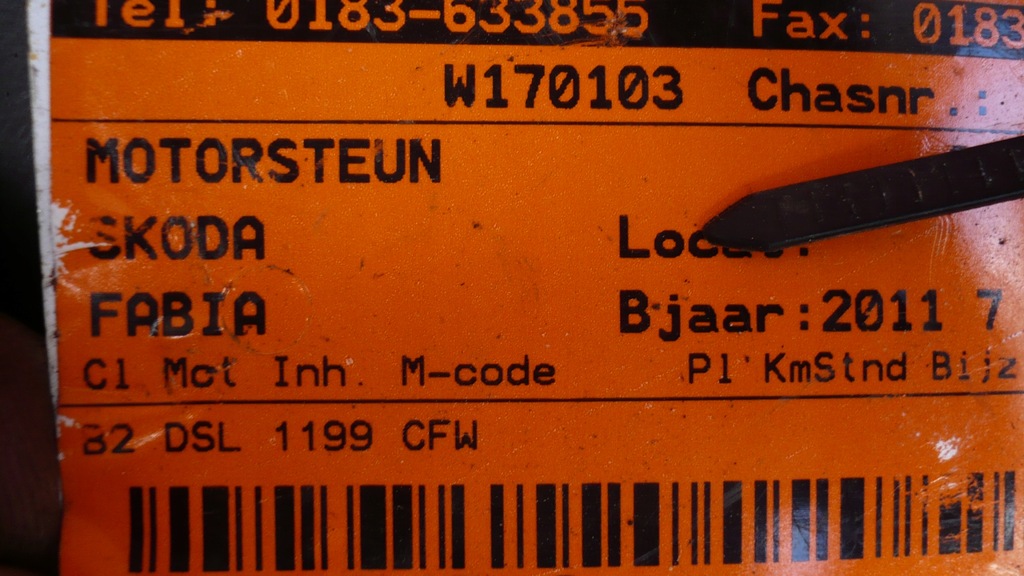 Tel: 0183-633855 Fax: 0183
W170103 Chasnr.:
MOTORSTEUN
SKODA
FABIA Bjaar:2011 7
Cl Mot Inh. M-code Pl KmStnd Bijz
B2 DSL 1199 CFW